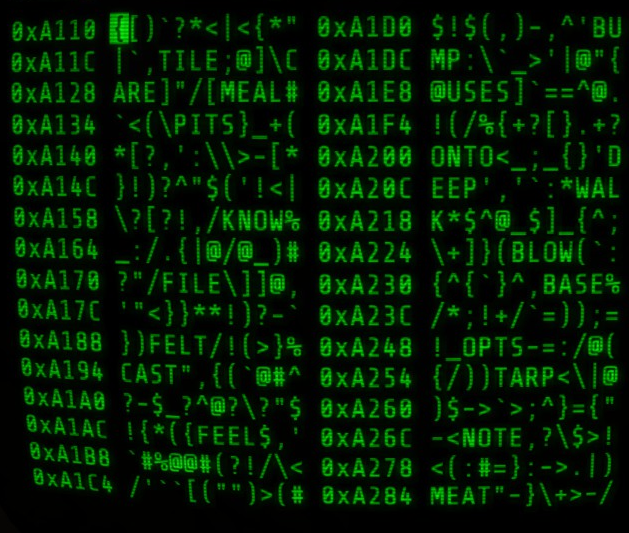 0xA110 {[)`?*<|<{*" 0xA1D0 $!$(,)-,^'BU
0xA11C |`,TILE;@]\C 0xA1DC MP:\`_>'|@"{
0xA128 ARE]"/[MEAL# 0xA1E8 @USES]`==^@.
0xA134 `<(\PITS}_+( 0xA1F4 !(/%{+?[}.+?
0xA140 *[?,':\\>-[* 0xA200 ONTO<_;_{}'D
0xA14C }!)?^"$('!<| 0xA20C EEP','`:*WAL
0xA158 \?[?!,/KNOW% 0xA218 K*$^@_$]_{^;
0xA164 _:/.{|@/@_)# 0xA224 \+]}(BLOW(`:
0xA170 ?"/FILE\]]@, 0xA230 {^{`}^,BASE%
0xA17C '"<}}**!)?-` 0xA23C /*;!+/`=));=
0xA188 })FELT/!(>}% 0xA248 !_OPTS-=:/@(
0xA194 CAST",{(`@#^ 0xA254 {/))TARP<\|@
0xA1A0 ?-$_?^@?\?"$ 0xA260 )$->`>;^}={"
0xA1AC !{*({FEEL$,' 0xA26C -<NOTE,?\$>!
0xA1B8 `#%@@#(?!/\< 0xA278 <(:#=}:->.|)
0xA1C4 /'``[("")>(# 0xA284 MEAT"-}\+>-/